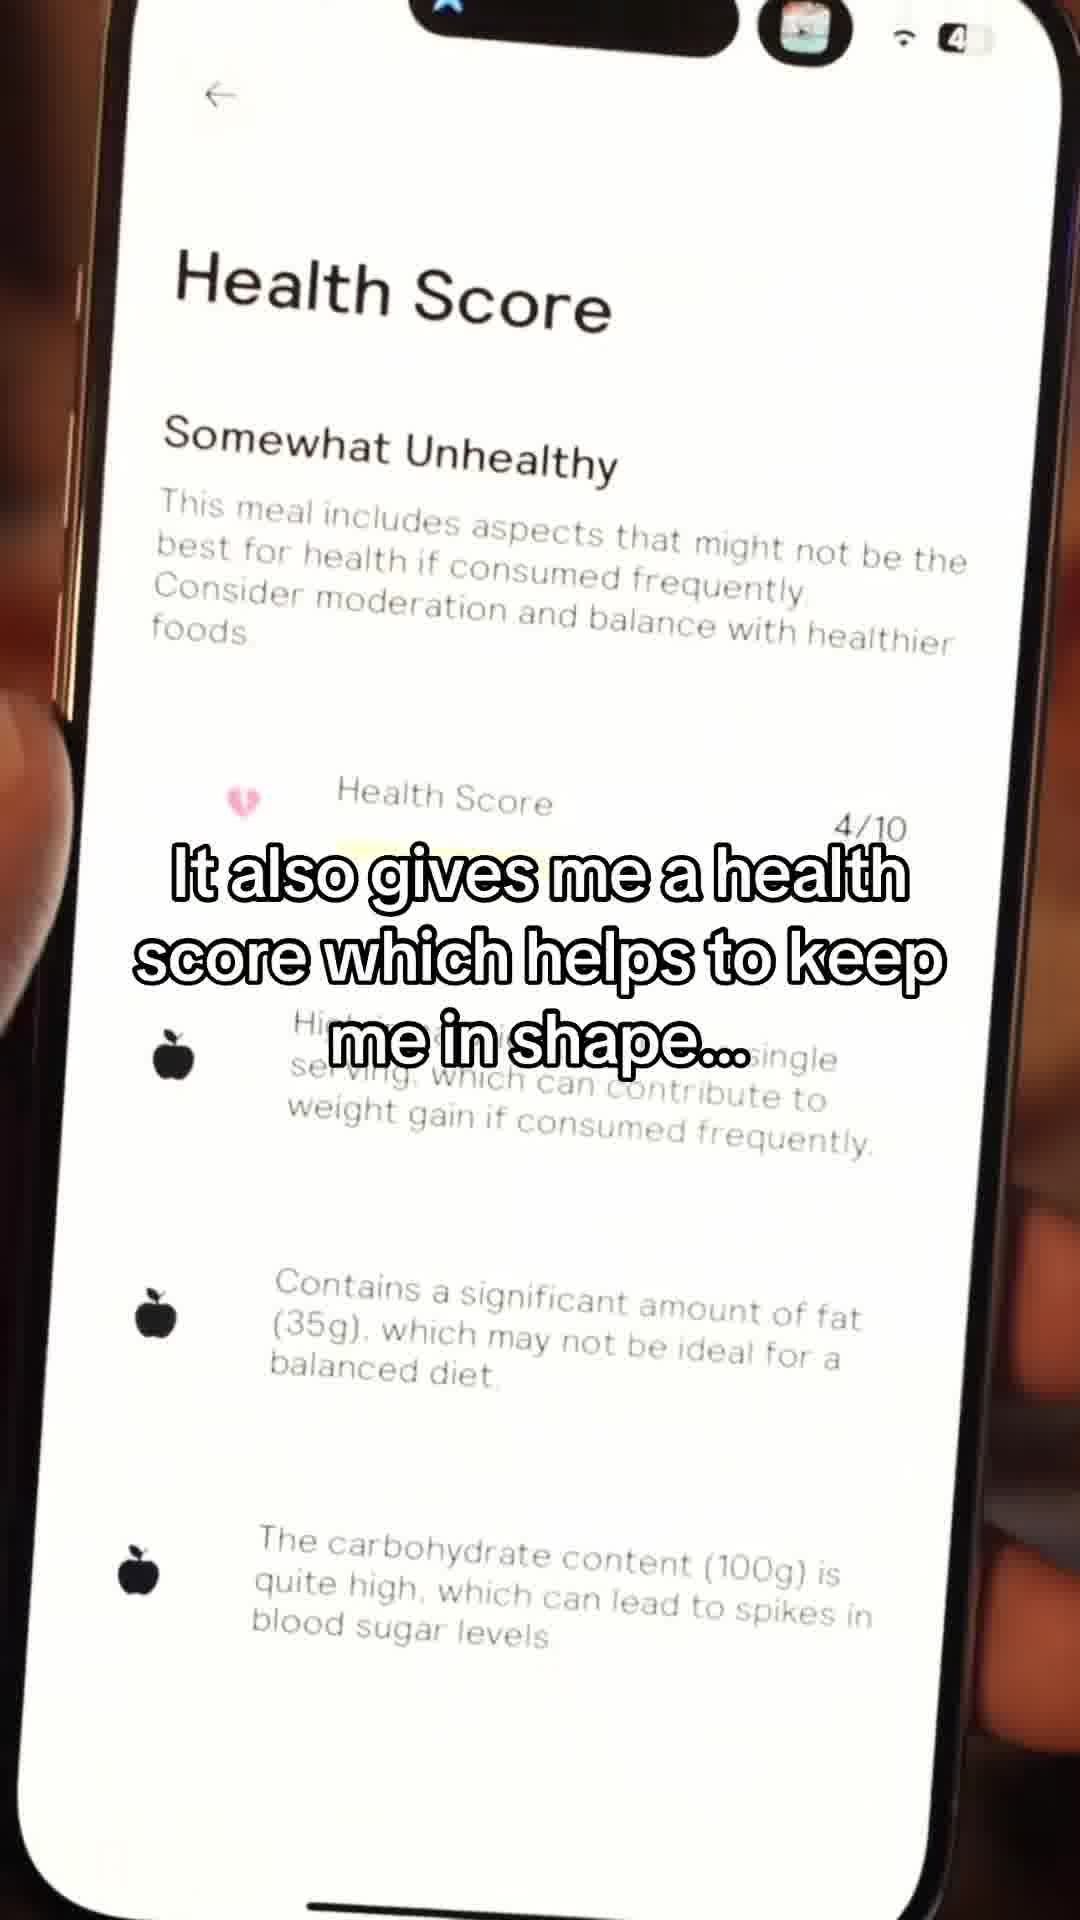 4
Health Score
Somewhat Unhealthy
This meal includes aspects that might not be the
best for health if consumed frequently.
Consider moderation and balance with healthier
foods
Health Score
4/10
It also gives me a health
score which helps to keep
me in shape...
single
serving, which can contribute to
weight gain if consumed frequently.
Contains a significant amount of fat
(35g), which may not be ideal for a
balanced diet.
The carbohydrate content (100g) is
quite high, which can lead to spikes in
blood sugar levels